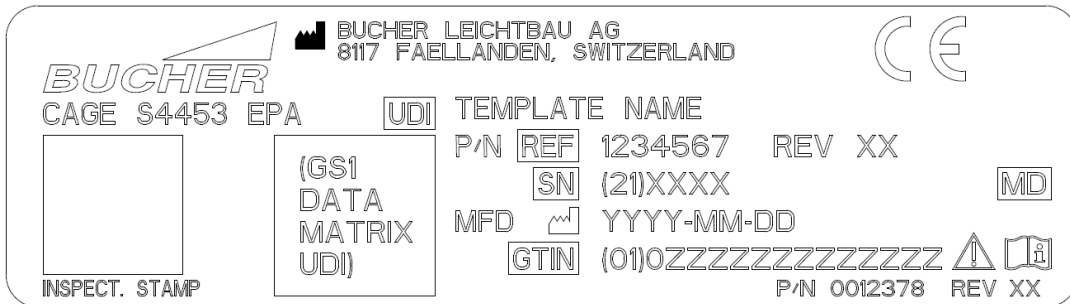 BUCHER LEICHTBAU AG
8117 FAELLANDEN, SWITZERLAND
CE
BUCHER
CAGE S4453 EPA
UDI
TEMPLATE NAME
P/N REF 1234567 REV XX
(GS1
DATA
MATRIX
UDI)
SN (21)XXXX
MD
MFD YYYY-MM-DD
GTIN (01)0ZZZZZZZZZZZZZ
INSPECT. STAMP
P/N 0012378 REV XX